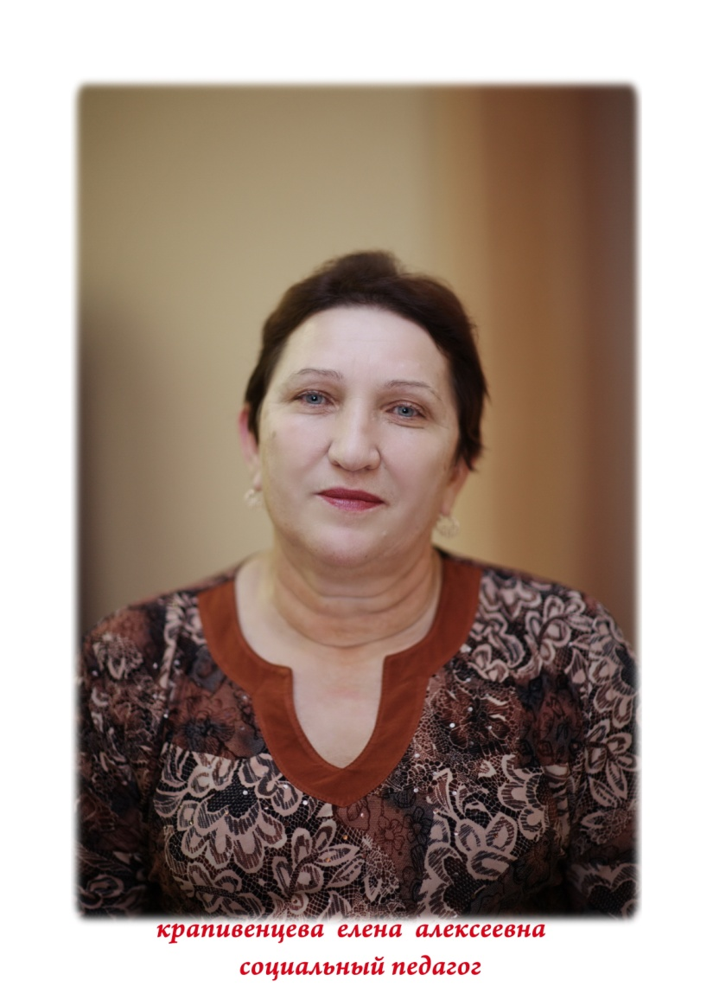 крапивенцева елена алексеевна
социальный педагог